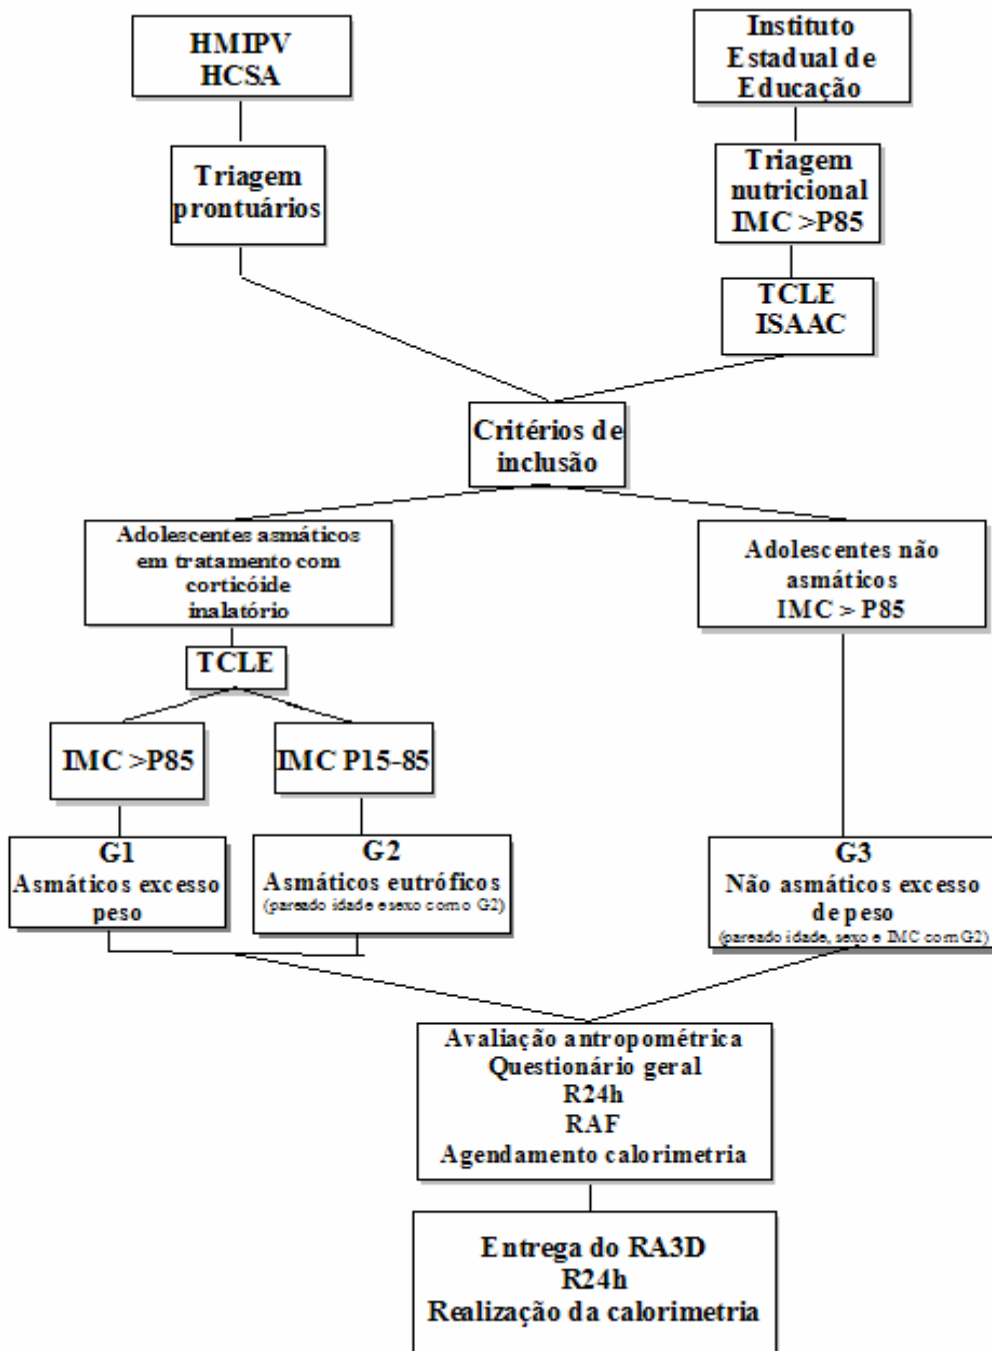 HMIPV
HCSA
Instituto
Estadual de
Educação
Triagem
prontuários
Triagem
nutricional
IMC >P85
TCLE
ISAAC
Critérios de
inclusão
Adolescentes asmáticos
em tratamento com
corticóide
inalatório
Adolescentes não
asmáticos
IMC > P85
TCLE
IMC >P85
IMC P15-85
G1
Asmáticos excesso
peso
G2
Asmáticos eutróficos
(pareado idade e sexo como G2)
G3
Não asmáticos excesso
de peso
(pareado idade, sexo e IMC com G2)
Avaliação antropométrica
Questionário geral
R24h
RAF
Agendamento calorimetria
Entrega do RA3D
R24h
Realização da calorimetria